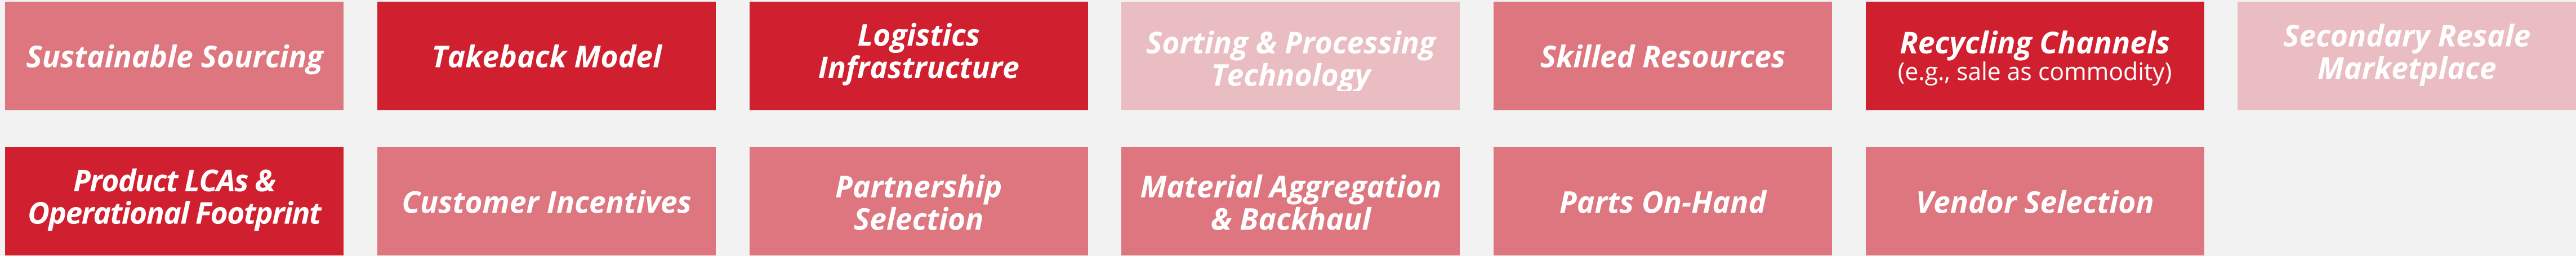 Sustainable Sourcing
Takeback Model
Logistics
Infrastructure
Sorting & Processing
Technology
Skilled Resources
Recycling Channels
(e.g., sale as commodity)
Secondary Resale
Marketplace
Product LCAs &
Operational Footprint
Customer Incentives
Partnership
Selection
Material Aggregation
& Backhaul
Parts On-Hand
Vendor Selection